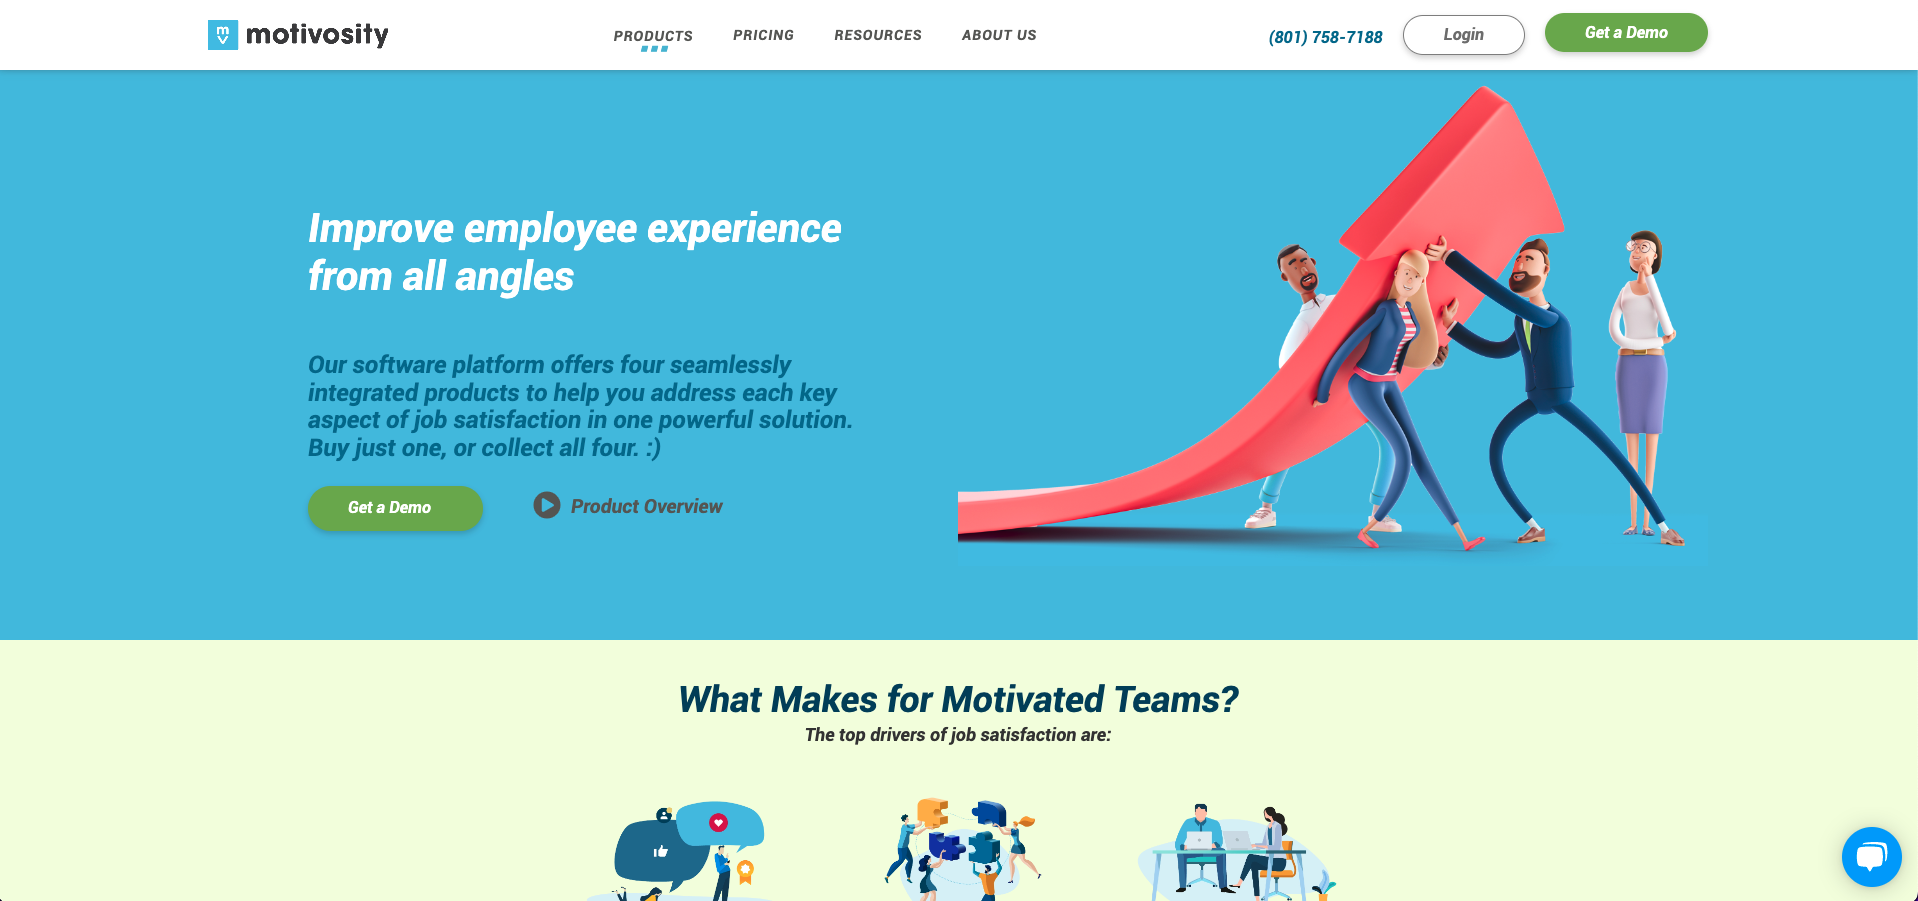 motivosity
PRODUCTS
PRICING
RESOURCES
ABOUT US
(801) 758-7188
Login
Get a Demo
Improve employee experience
from all angles
Our software platform offers four seamlessly
integrated products to help you address each key
aspect of job satisfaction in one powerful solution.
Buy just one, or collect all four. :)
Get a Demo
Product Overview
What Makes for Motivated Teams?
The top drivers of job satisfaction are: